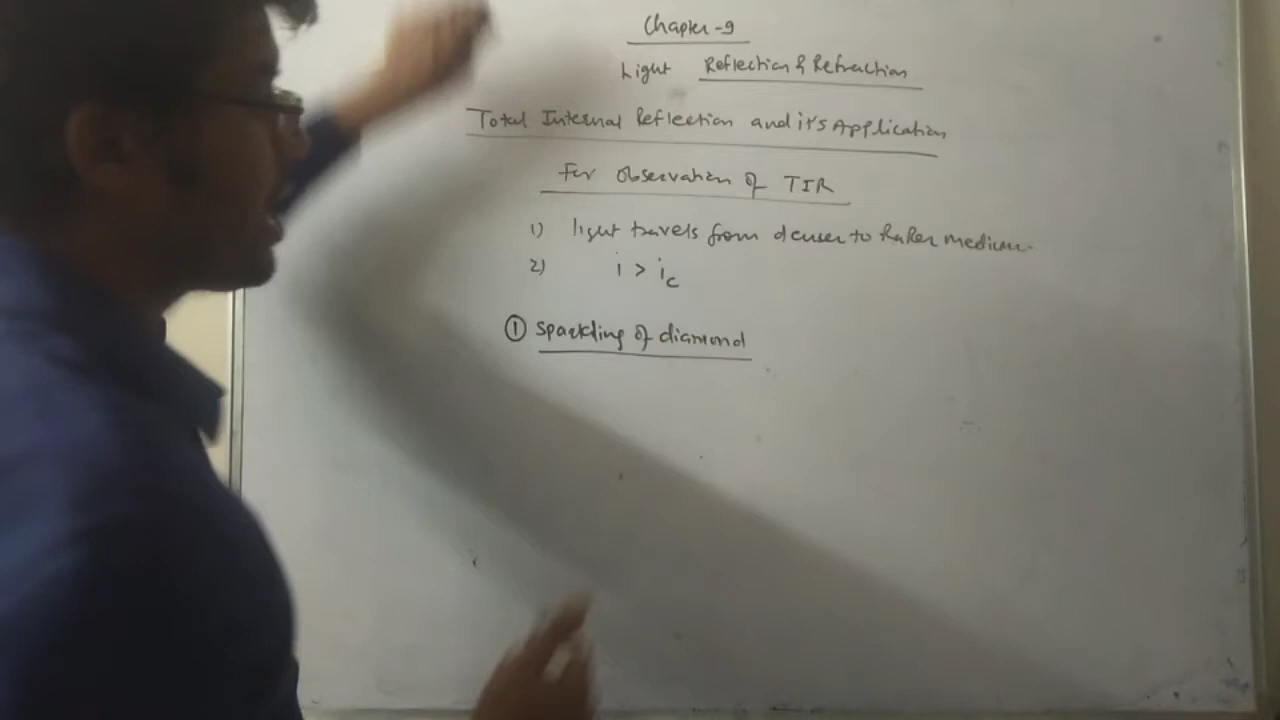 Chapter-9
Light Reflection & Refraction
Total Internal Reflection and it's Application
For Observation of TIR
1) light travels from denser to Rarer medium.
2) i > ic
① Sparkling of diamond